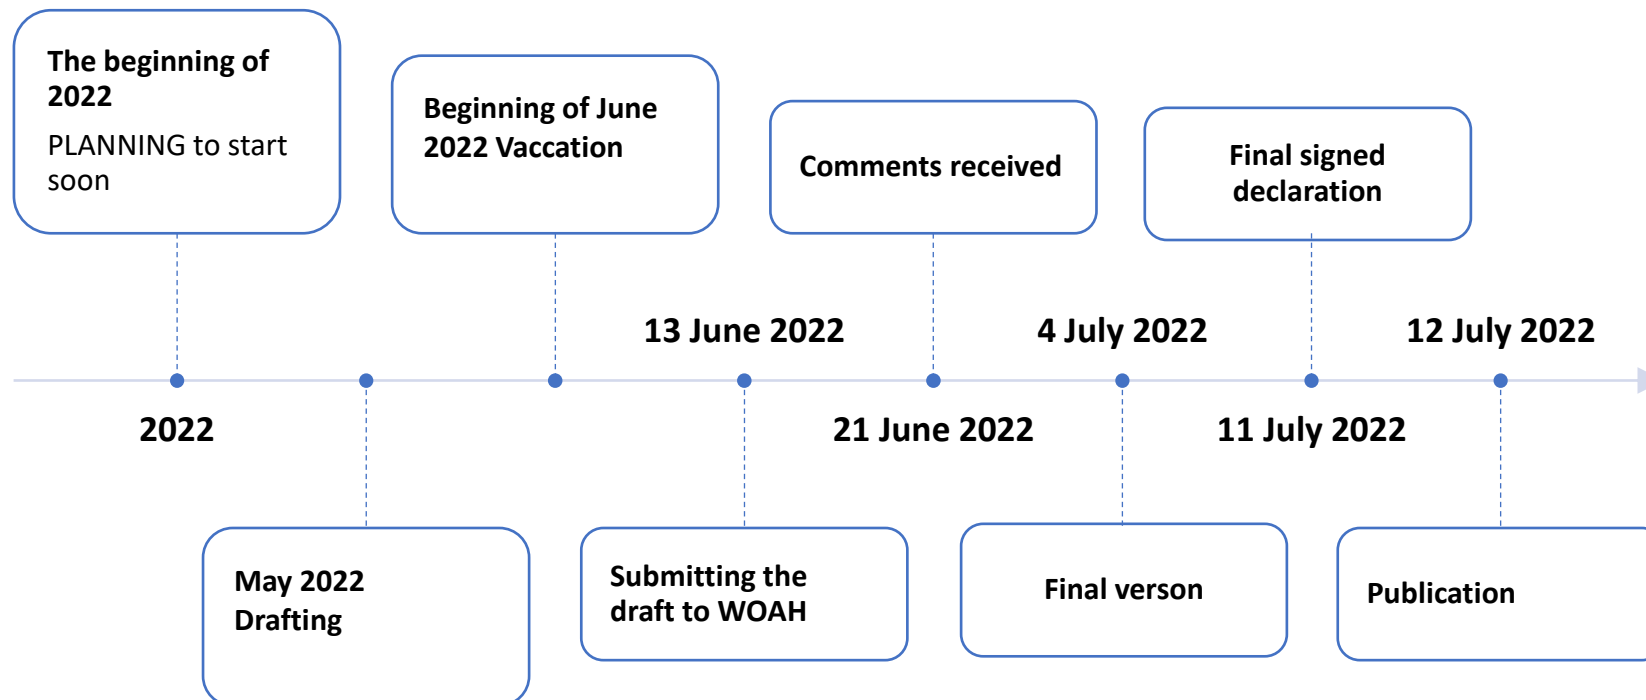 The beginning of
2022
PLANNING to start
soon
Beginning of June
2022 Vaccation
Comments received
Final signed
declaration
13 June 2022
4 July 2022
12 July 2022
2022
21 June 2022
11 July 2022
May 2022
Drafting
Submitting the
draft to WOAH
Final verson
Publication